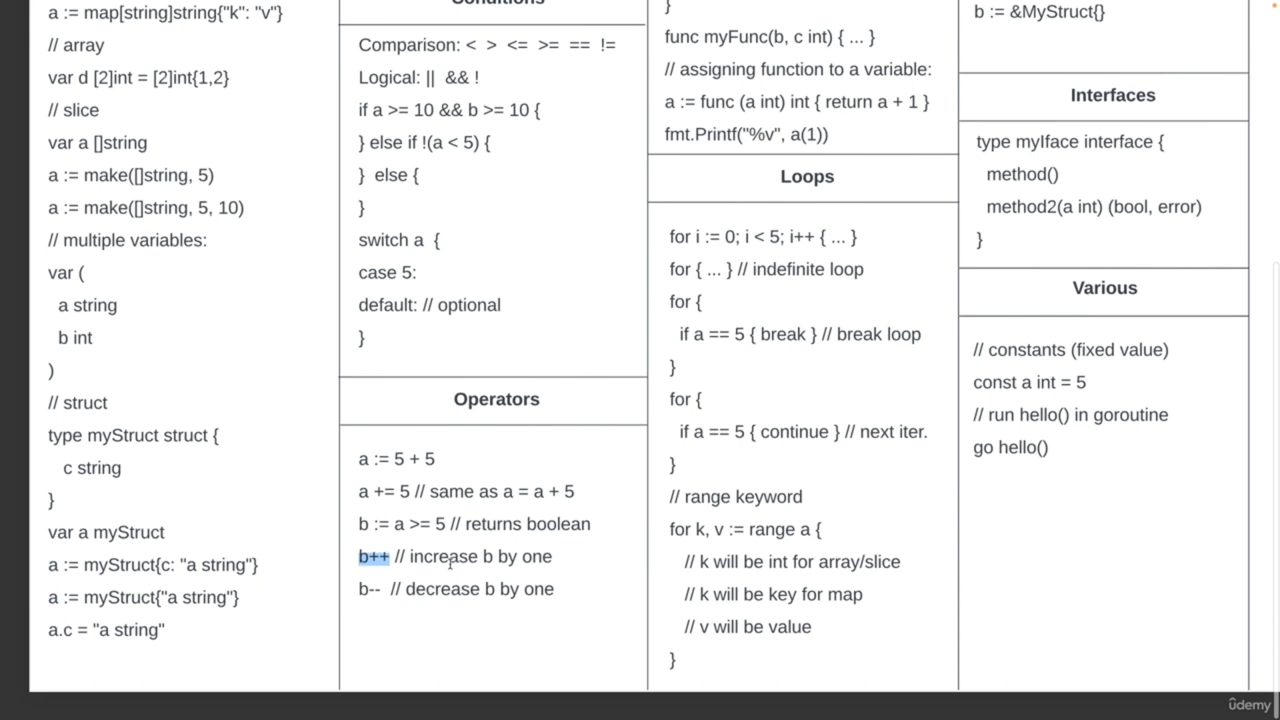 a := map[string]string{"k": "v"}
// array
var d [2]int = [2]int{1,2}
// slice
var a []string
a := make([]string, 5)
a := make([]string, 5, 10)
// multiple variables:
var (
a string
b int
)
// struct
type myStruct struct {
c string
}
var a myStruct
a := myStruct{c: "a string"}
a := myStruct{"a string"}
a.c = "a string"
Conditions
Comparison: < > <= >= == !=
Logical: || && !
if a >= 10 && b >= 10 {
} else if !(a < 5) {
} else {
}
switch a {
case 5:
default: // optional
}
Operators
a := 5 + 5
a += 5 // same as a = a + 5
b := a >= 5 // returns boolean
b++ // increase b by one
b-- // decrease b by one
}
func myFunc(b, c int) { ... }
// assigning function to a variable:
a := func (a int) int { return a + 1 }
fmt.Printf("%v", a(1))
Loops
for i := 0; i < 5; i++ { ... }
for { ... } // indefinite loop
for {
if a == 5 { break } // break loop
}
for {
if a == 5 { continue } // next iter.
}
// range keyword
for k, v := range a {
// k will be int for array/slice
// k will be key for map
// v will be value
}
b := &MyStruct{}
Interfaces
type myIface interface {
method()
method2(a int) (bool, error)
}
Various
// constants (fixed value)
const a int = 5
// run hello() in goroutine
go hello()
ûdemy